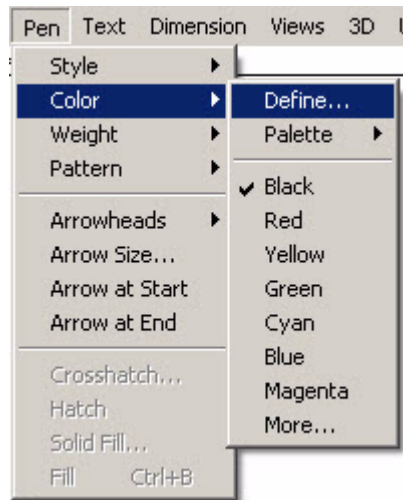 Pen Text Dimension Views 3D
Style
Color
Weight
Pattern
Arrowheads
Arrow Size...
Arrow at Start
Arrow at End
Crosshatch...
Hatch
Solid Fill...
Fill Ctrl+B
Define...
Palette
Black
Red
Yellow
Green
Cyan
Blue
Magenta
More...